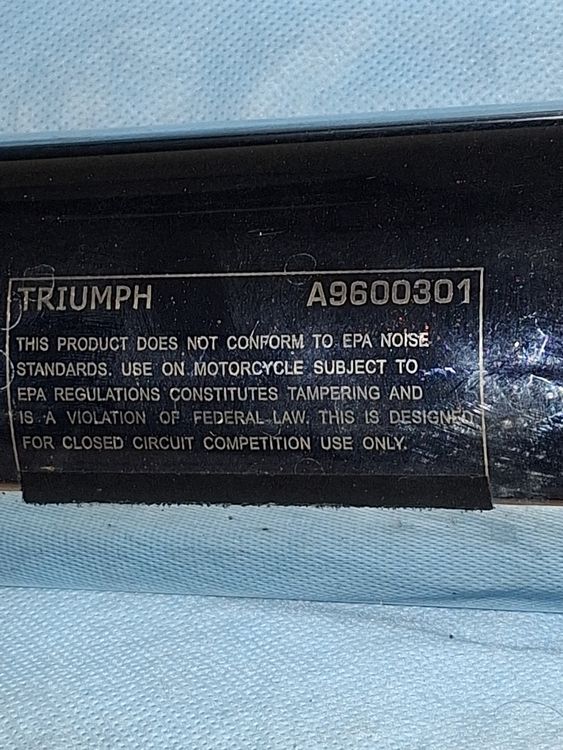 TRIUMPH A9600301
THIS PRODUCT DOES NOT CONFORM TO EPA NOISE
STANDARDS. USE ON MOTORCYCLE SUBJECT TO
EPA REGULATIONS CONSTITUTES TAMPERING AND
IS A VIOLATION OF FEDERAL LAW. THIS IS DESIGNED
FOR CLOSED CIRCUIT COMPETITION USE ONLY.